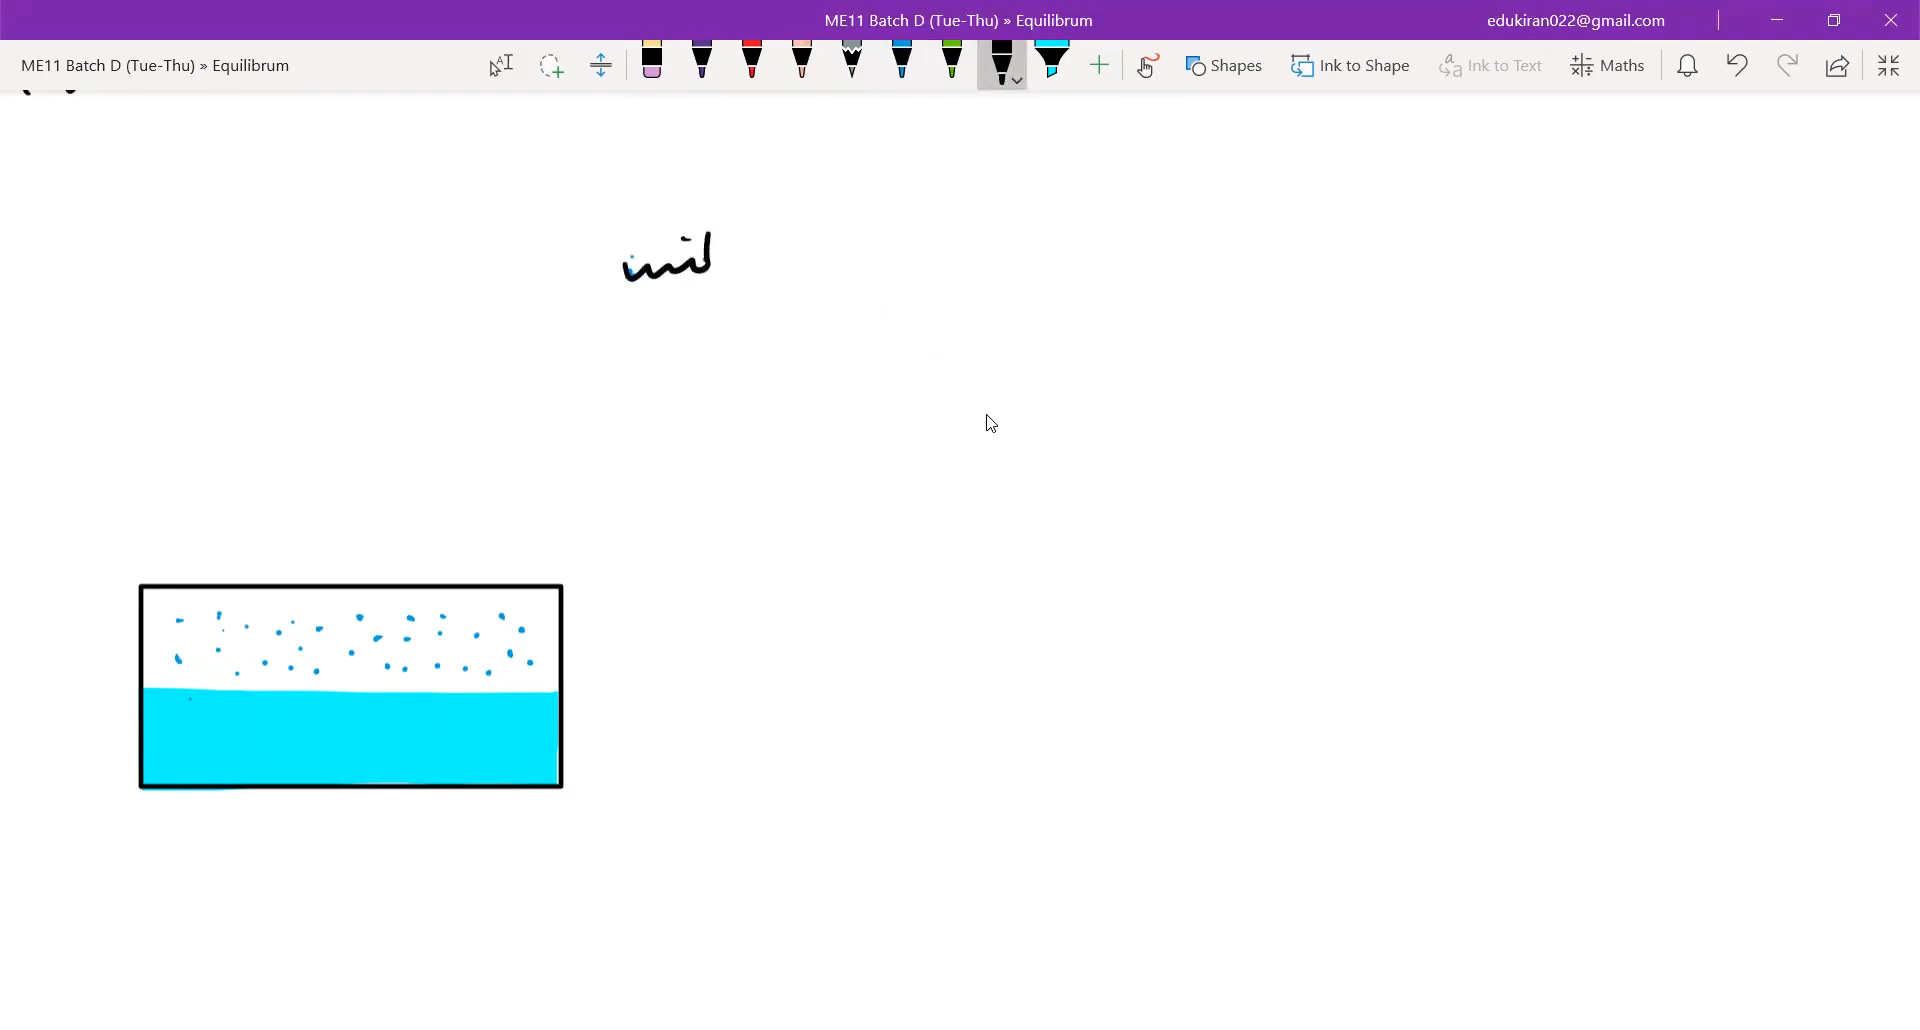 ME11 Batch D (Tue-Thu) » Equilibrum
edukiran022@gmail.com
ME11 Batch D (Tue-Thu) » Equilibrum
Shapes
Ink to Shape
Ink to Text
Maths